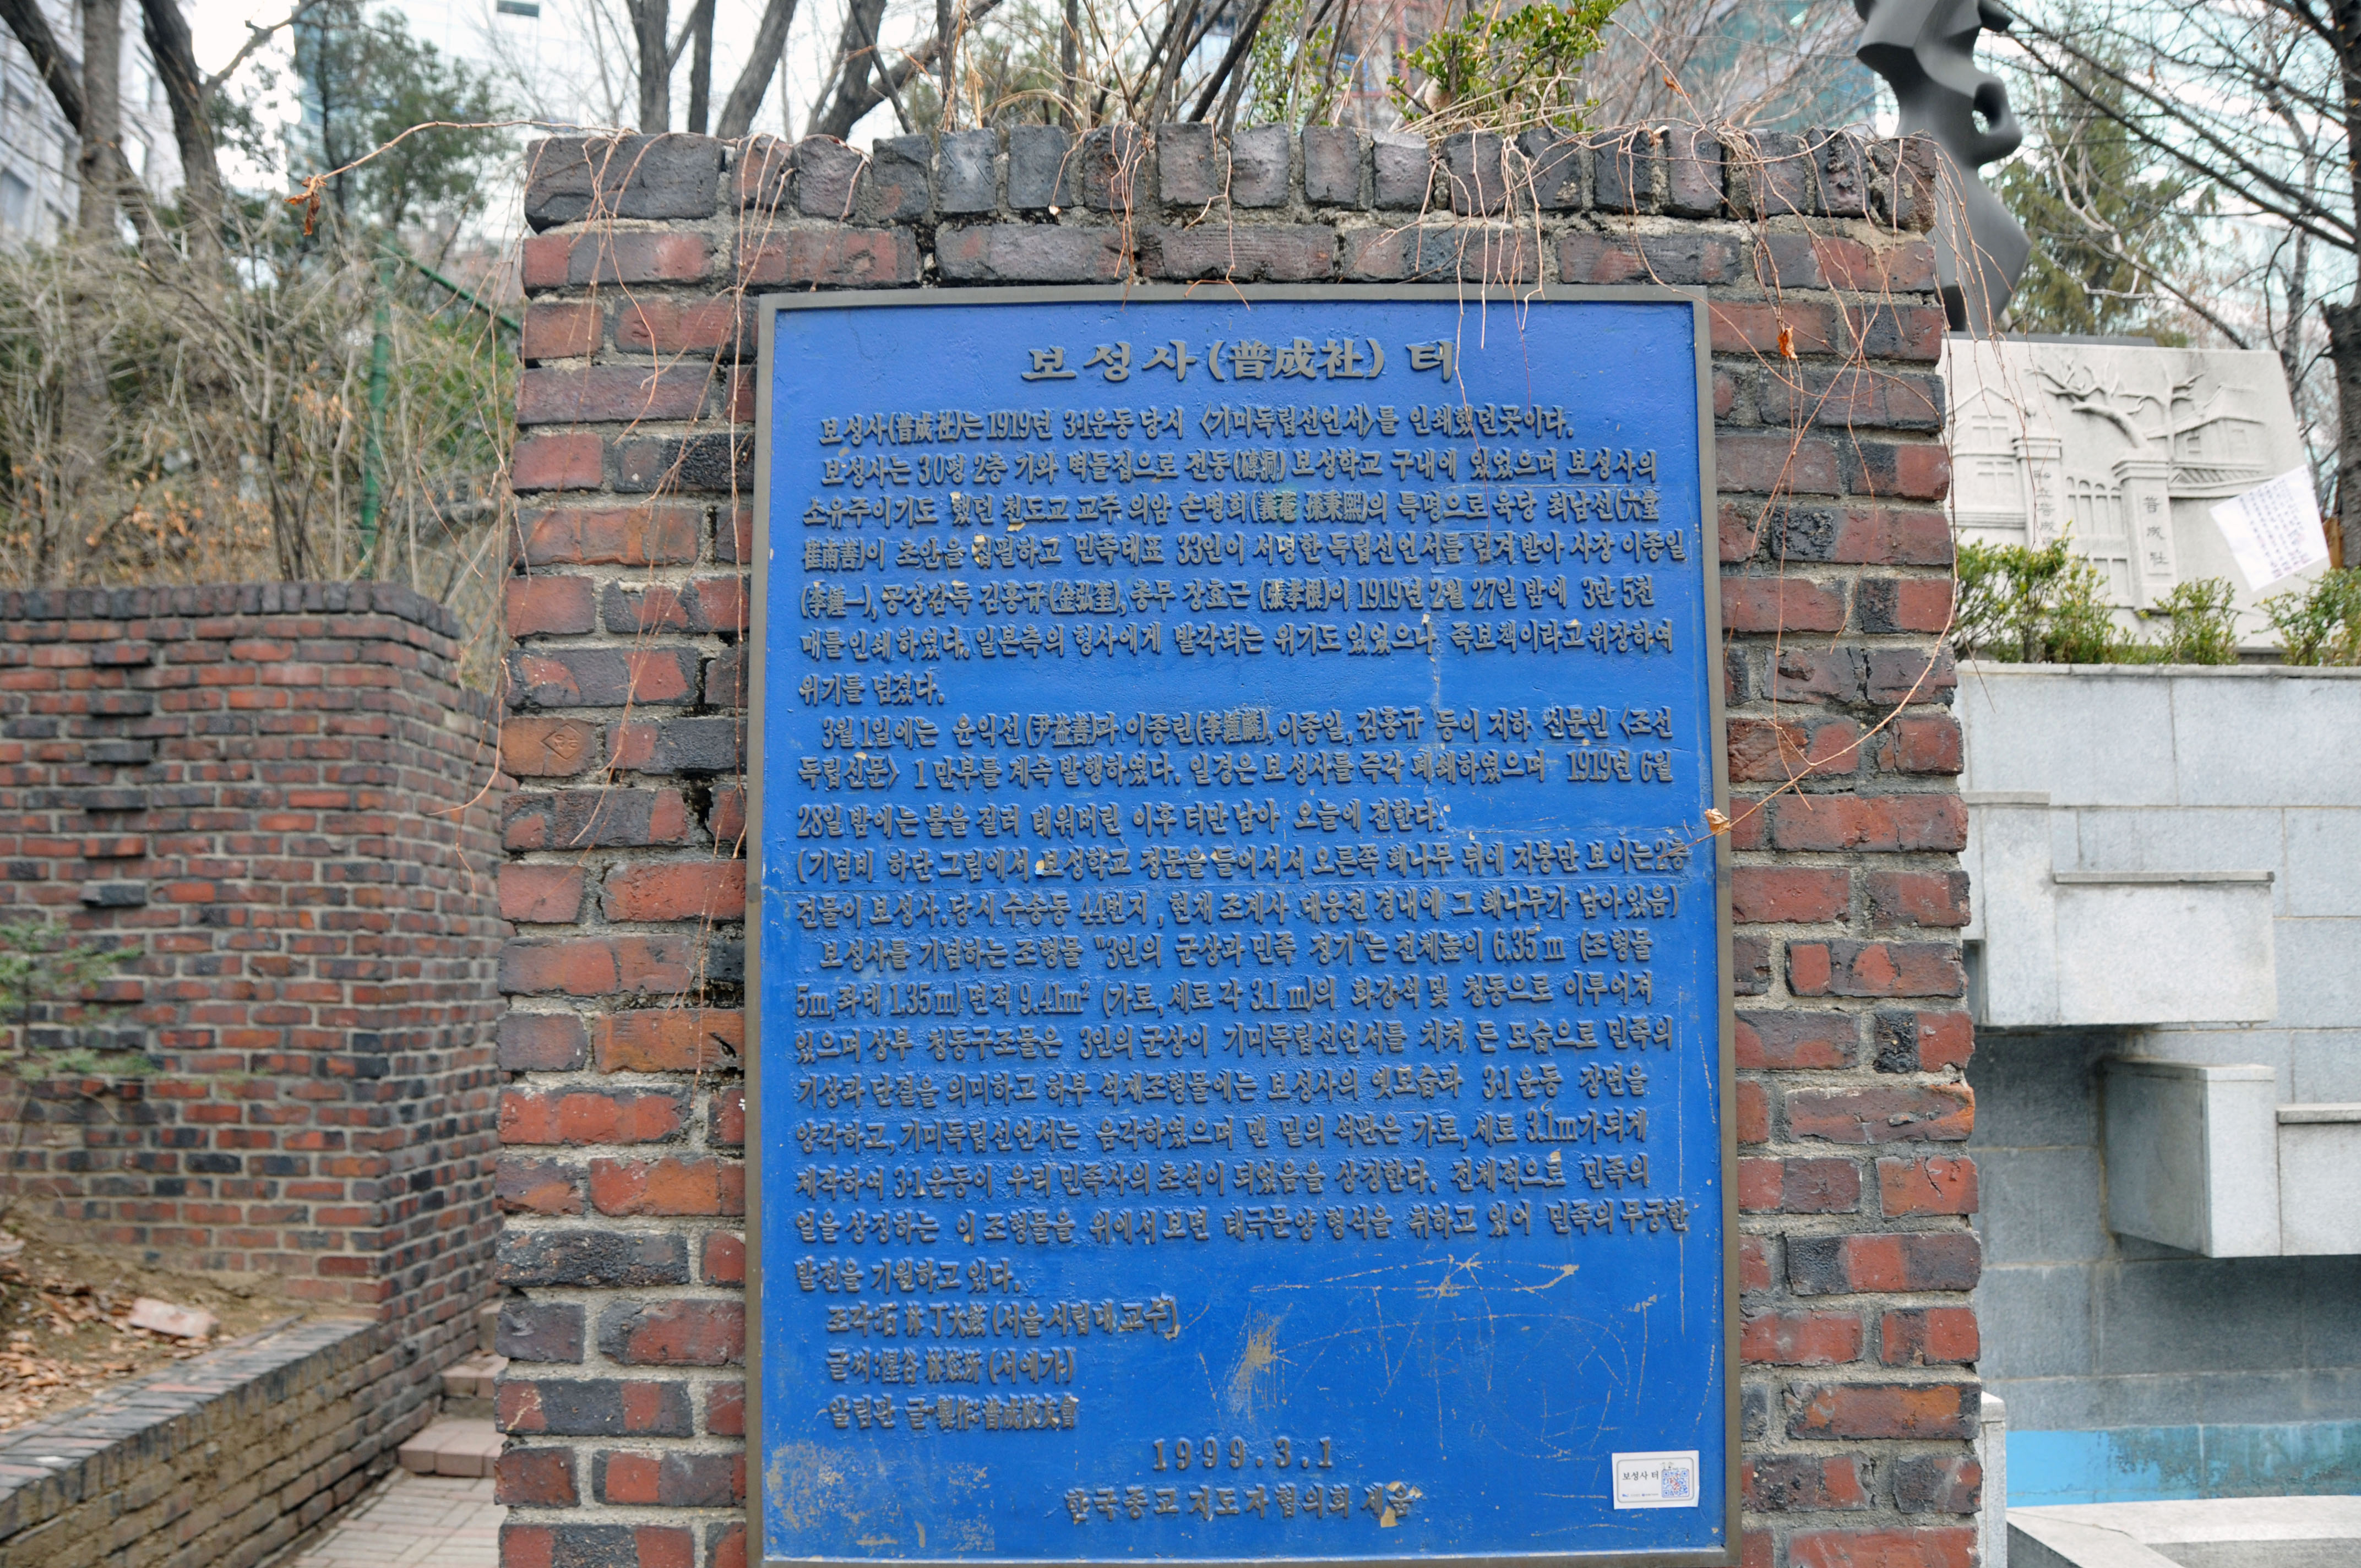 보성사(普成社) 터
보성사(普成社)는 1919년 3·1운동 당시 〈기미독립선언서〉를 인쇄했던곳이다.
보성사는 30평 2층 기와 벽돌집으로 전동(磚洞) 보성학교 구내에 있었으며 보성사의
소유주이기도 했던 천도교 교주 의암 손병희(義菴 孫秉熙)의 특명으로 육당 최남선(六堂
崔南善)이 초안을 집필하고 민족대표 33인이 서명한 독립선언서를 넘겨받아 사장 이종일
(李鍾一), 공장감독 김홍규(金弘奎), 총무 장효근 (張孝根)이 1919년 2월 27일 밤에 3만 5천
매를 인쇄하였다. 일본측의 형사에게 발각되는 위기도 있었으나 족보책이라고 위장하여
위기를 넘겼다.
3월 1일에는 윤익선(尹益善)과 이종린(李鍾麟), 이종일, 김홍규 등이 지하 신문인 〈조선
독립신문〉 1만부를 계속 발행하였다. 일경은 보성사를 즉각 폐쇄하였으며 1919년 6월
28일 밤에는 불을 질러 태워버린 이후 터만 남아 오늘에 전한다.
(기념비 하단 그림에서 보성학교 정문을 들어서서 오른쪽 회나무 뒤에 지붕만 보이는 2층
건물이 보성사. 당시 수송동 44번지, 현재 조계사 대웅전 경내에 그 회나무가 남아있음)
보성사를 기념하는 조형물 "3인의 군상과 민족 정기"는 전체높이 6.35m (조형물
5m, 좌대 1.35m) 면적 9.41m² (가로, 세로 각 3.1m)의 화강석 및 청동으로 이루어져
있으며 상부 청동구조물은 3인의 군상이 기미독립선언서를 치켜 든 모습으로 민족의
기상과 단결을 의미하고 하부 석재조형물에는 보성사의 옛모습과 3·1운동 장면을
양각하고, 기미독립선언서는 음각하였으며 맨 밑의 석판은 가로, 세로 3.1m가 되게
제작하여 3·1운동이 우리 민족사의 초석이 되었음을 상징한다. 전체적으로 민족의
얼을 상징하는 이 조형물을 위에서 보면 태극문양 형식을 취하고 있어 민족의 무궁한
발전을 기원하고 있다.
조각:石 林 丁大 (서울시립대 교수)
글씨: (서예가)
알림판 글·製作:普成校友會
1999.3.1
한국종교지도자협의회 세움
보성사 터
普成社